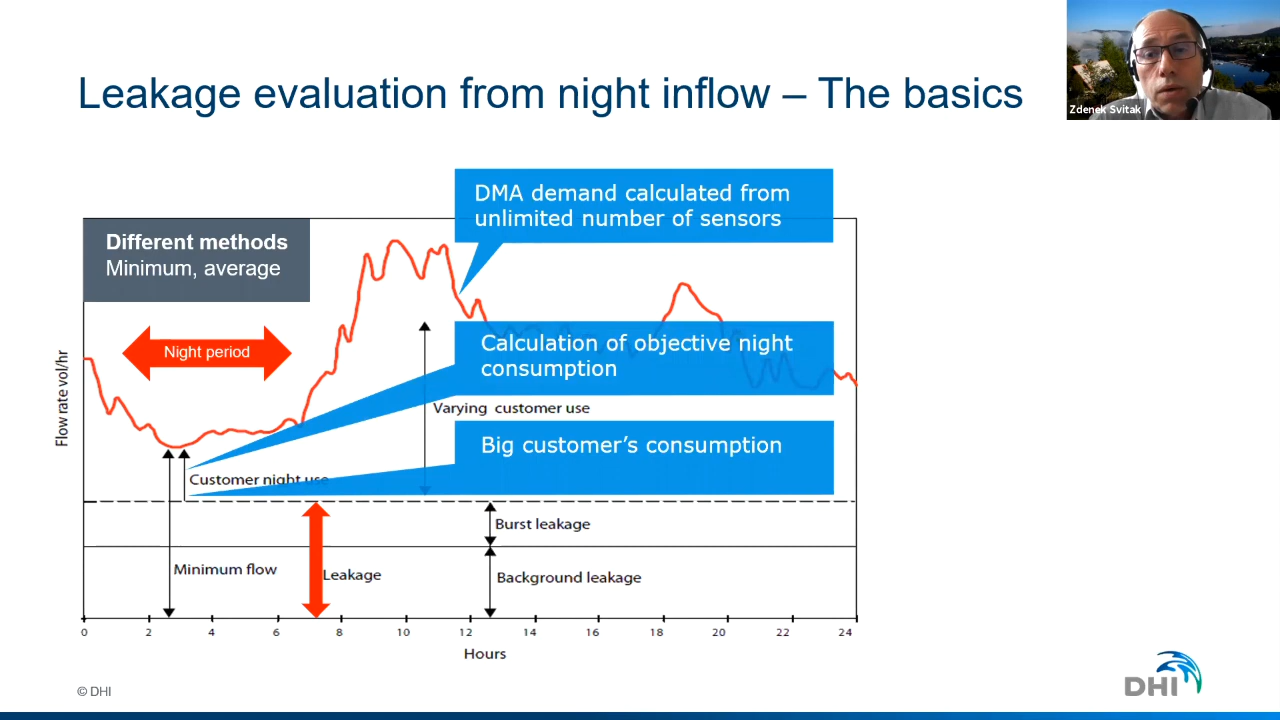 Leakage evaluation from night inflow – The basics
Zdenek Svitak
DMA demand calculated from
unlimited number of sensors
Different methods
Minimum, average
Night period
Calculation of objective night
consumption
Flow rate vol/hr
Varying customer use
Big customer's consumption
Customer night use
Burst leakage
Minimum flow
Leakage
Background leakage
0 2 4 6 8 10 12 14 16 18 20 22 24
Hours
© DHI
DHI